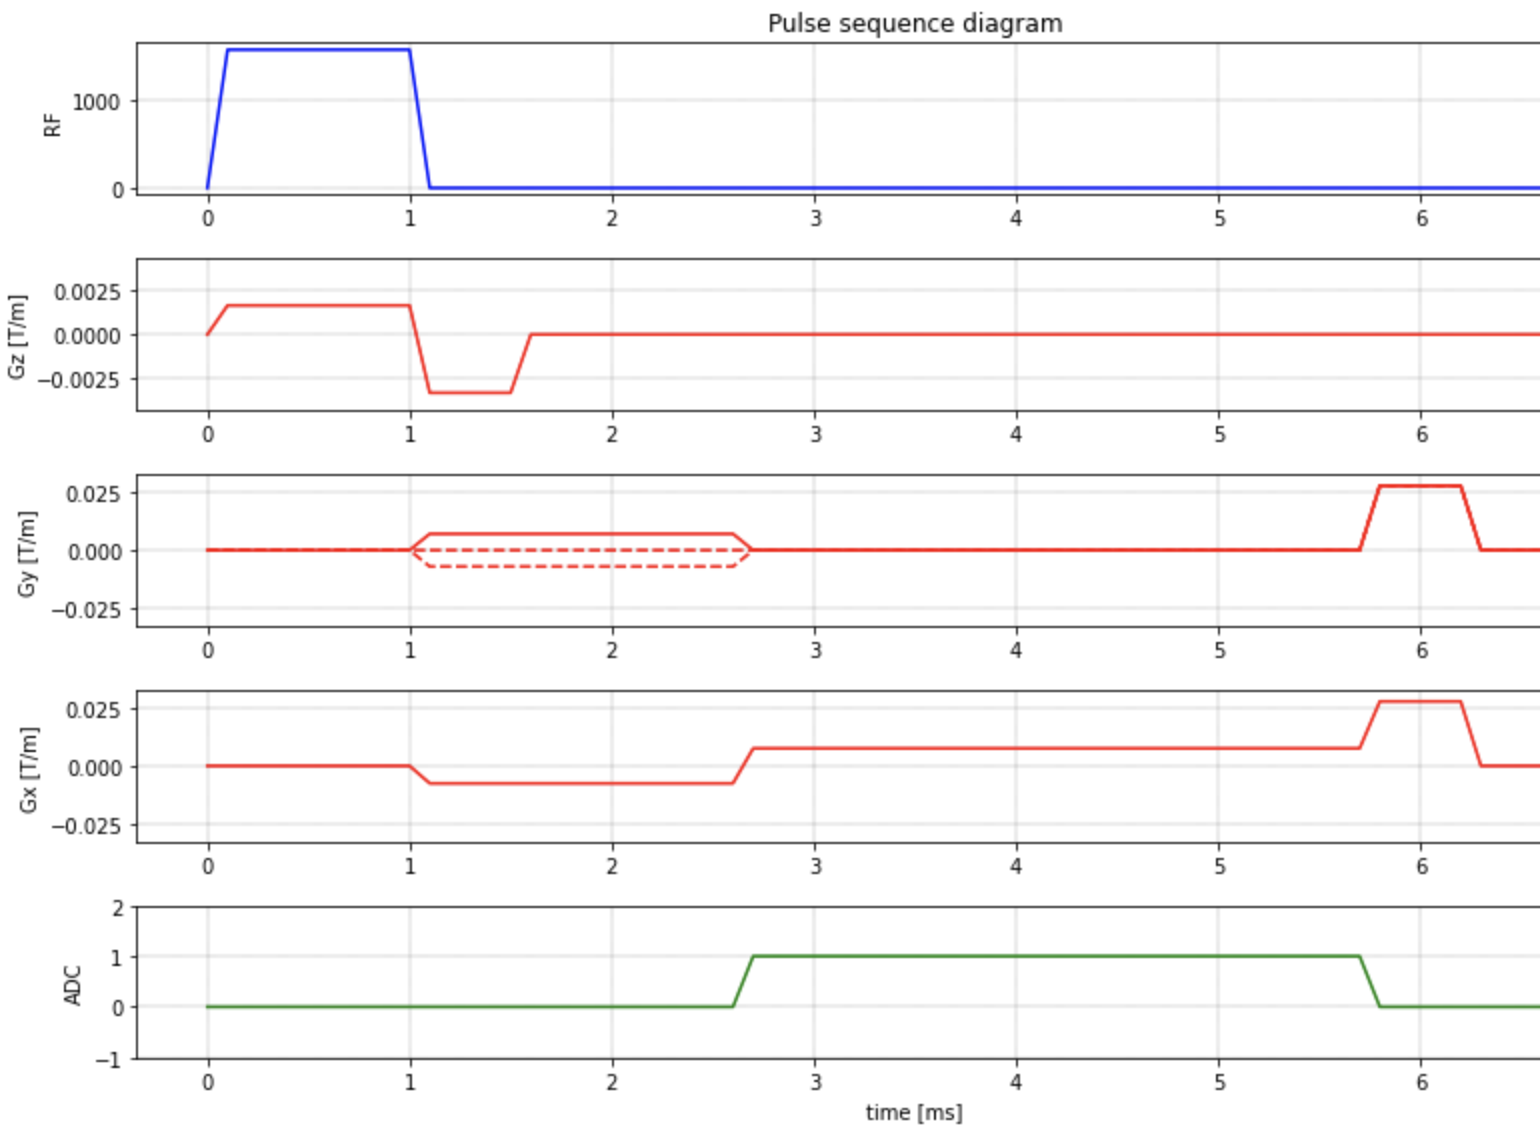 Pulse sequence diagram
1000
0
RF
0 1 2 3 4 5 6
0.0025
0.0000
−0.0025
Gz [T/m]
0 1 2 3 4 5 6
0.025
0.000
−0.025
Gy [T/m]
0 1 2 3 4 5 6
0.025
0.000
−0.025
Gx [T/m]
0 1 2 3 4 5 6
2
1
0
−1
ADC
0 1 2 3 4 5 6
time [ms]